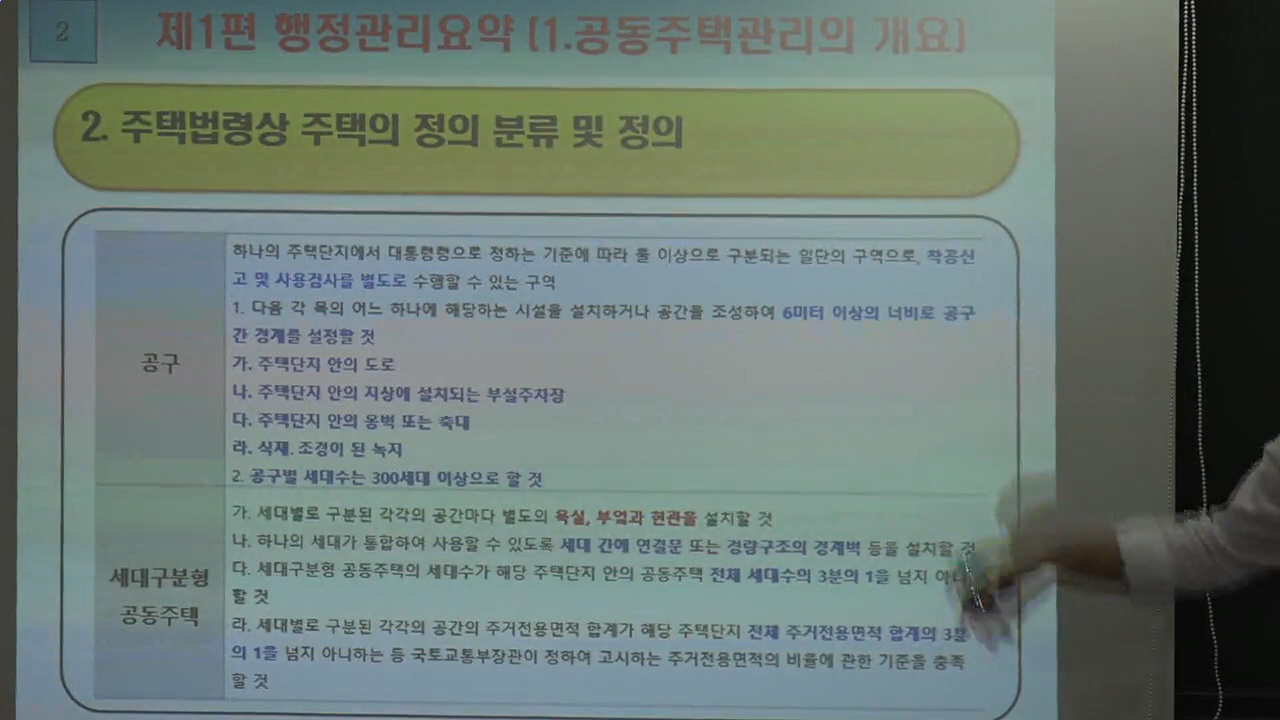 2
제1편 행정관리요약 [1.공동주택관리의 개요]
2. 주택법령상 주택의 정의 분류 및 정의
공구
하나의 주택단지에서 대통령령으로 정하는 기준에 따라 둘 이상으로 구분되는 일단의 구역으로, 착공신
고 및 사용검사를 별도로 수행할 수 있는 구역
1. 다음 각 목의 어느 하나에 해당하는 시설을 설치하거나 공간을 조성하여 6미터 이상의 너비로 공구
간 경계를 설정할 것
가. 주택단지 안의 도로
나. 주택단지 안의 지상에 설치되는 부설주차장
다. 주택단지 안의 옹벽 또는 축대
라. 식재. 조경이 된 녹지
2. 공구별 세대수는 300세대 이상으로 할 것
세대구분형
공동주택
가. 세대별로 구분된 각각의 공간마다 별도의 욕실, 부엌과 현관을 설치할 것
나. 하나의 세대가 통합하여 사용할 수 있도록 세대 간에 연결문 또는 경량구조의 경계벽 등을 설치할 것
다. 세대구분형 공동주택의 세대수가 해당 주택단지 안의 공동주택 전체 세대수의 3분의 1을 넘지 아니
할 것
라. 세대별로 구분된 각각의 공간의 주거전용면적 합계가 해당 주택단지 전체 주거전용면적 합계의 3분
의 1을 넘지 아니하는 등 국토교통부장관이 정하여 고시하는 주거전용면적의 비율에 관한 기준을 충족
할 것